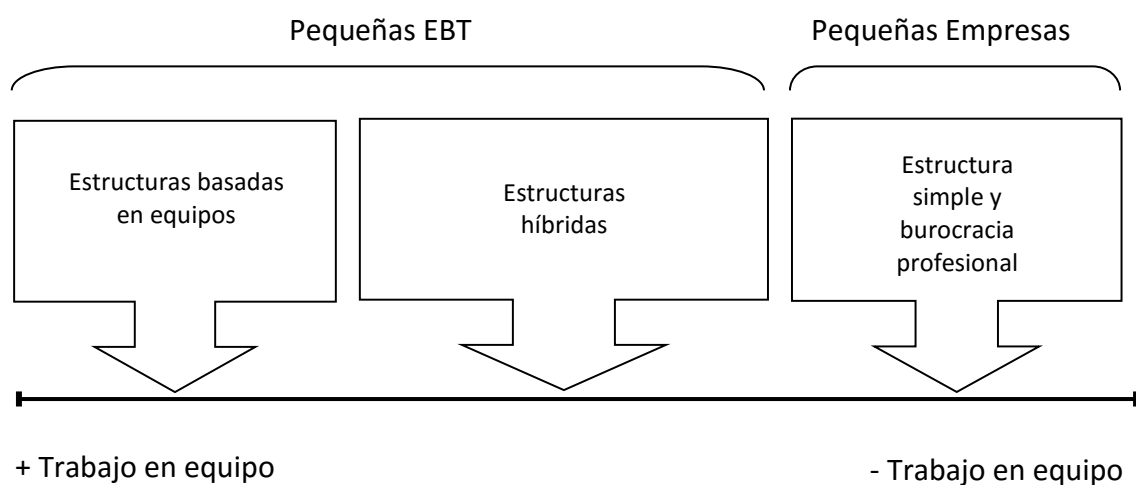 Pequeñas EBT
Pequeñas Empresas
Estructuras basadas
en equipos
Estructuras
híbridas
Estructura
simple y
burocracia
profesional
+ Trabajo en equipo
- Trabajo en equipo